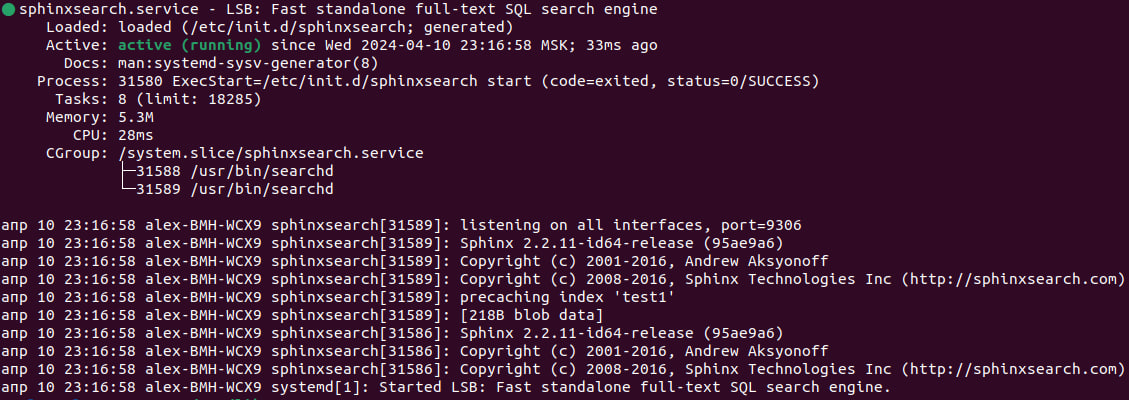 sphinxsearch.service - LSB: Fast standalone full-text SQL search engine
Loaded: loaded (/etc/init.d/sphinxsearch; generated)
Active: active (running) since Wed 2024-04-10 23:16:58 MSK; 33ms ago
Docs: man:systemd-sysv-generator(8)
Process: 31580 ExecStart=/etc/init.d/sphinxsearch start (code=exited, status=0/SUCCESS)
Tasks: 8 (limit: 18285)
Memory: 5.3M
CPU: 28ms
CGroup: /system.slice/sphinxsearch.service
├─31588 /usr/bin/searchd
└─31589 /usr/bin/searchd
апр 10 23:16:58 alex-BMH-WCX9 sphinxsearch[31589]: listening on all interfaces, port=9306
апр 10 23:16:58 alex-BMH-WCX9 sphinxsearch[31589]: Sphinx 2.2.11-id64-release (95ae9a6)
апр 10 23:16:58 alex-BMH-WCX9 sphinxsearch[31589]: Copyright (c) 2001-2016, Andrew Aksyonoff
апр 10 23:16:58 alex-BMH-WCX9 sphinxsearch[31589]: Copyright (c) 2008-2016, Sphinx Technologies Inc (http://sphinxsearch.com)
апр 10 23:16:58 alex-BMH-WCX9 sphinxsearch[31589]: precaching index 'test1'
апр 10 23:16:58 alex-BMH-WCX9 sphinxsearch[31589]: [218B blob data]
апр 10 23:16:58 alex-BMH-WCX9 sphinxsearch[31586]: Sphinx 2.2.11-id64-release (95ae9a6)
апр 10 23:16:58 alex-BMH-WCX9 sphinxsearch[31586]: Copyright (c) 2001-2016, Andrew Aksyonoff
апр 10 23:16:58 alex-BMH-WCX9 sphinxsearch[31586]: Copyright (c) 2008-2016, Sphinx Technologies Inc (http://sphinxsearch.com)
апр 10 23:16:58 alex-BMH-WCX9 systemd[1]: Started LSB: Fast standalone full-text SQL search engine.